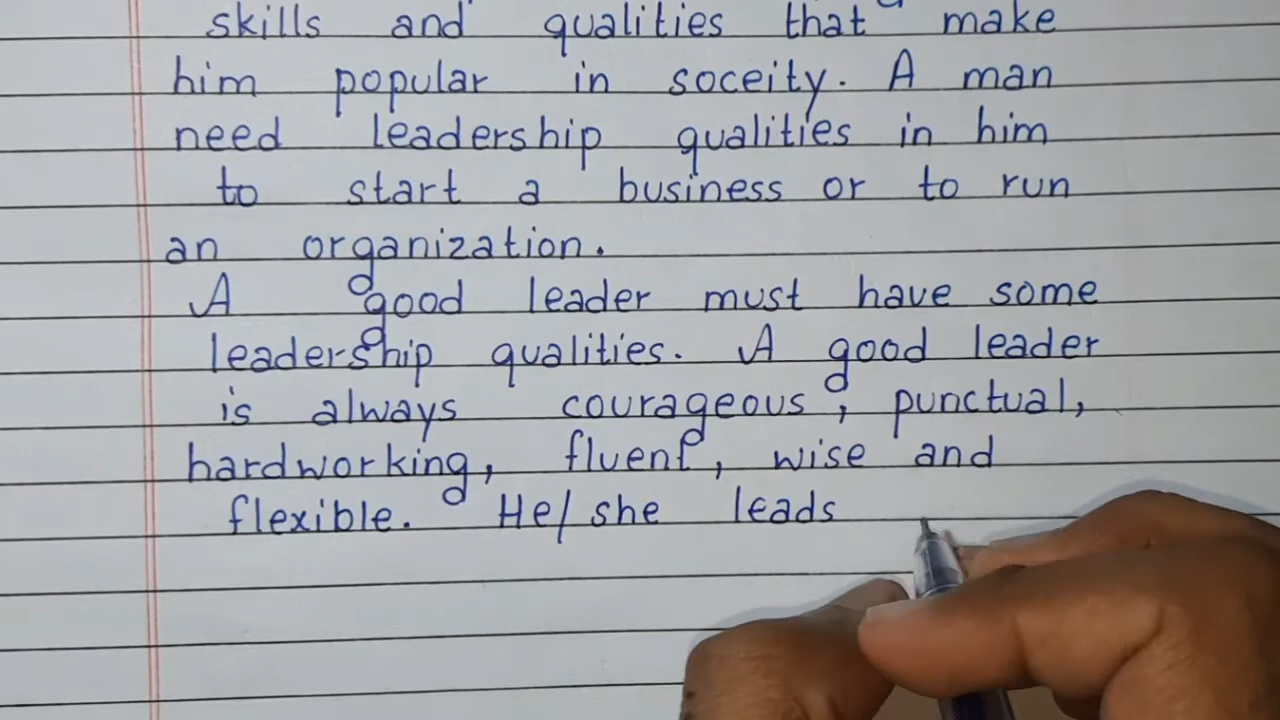 skills and qualities that make
him popular in soceity. A man
need leadership qualities in him
to start a business or to run
an organization.
A good leader must have some
leadership qualities. A good leader
is always courageous, punctual,
hardworking, fluent, wise and
flexible. He/she leads